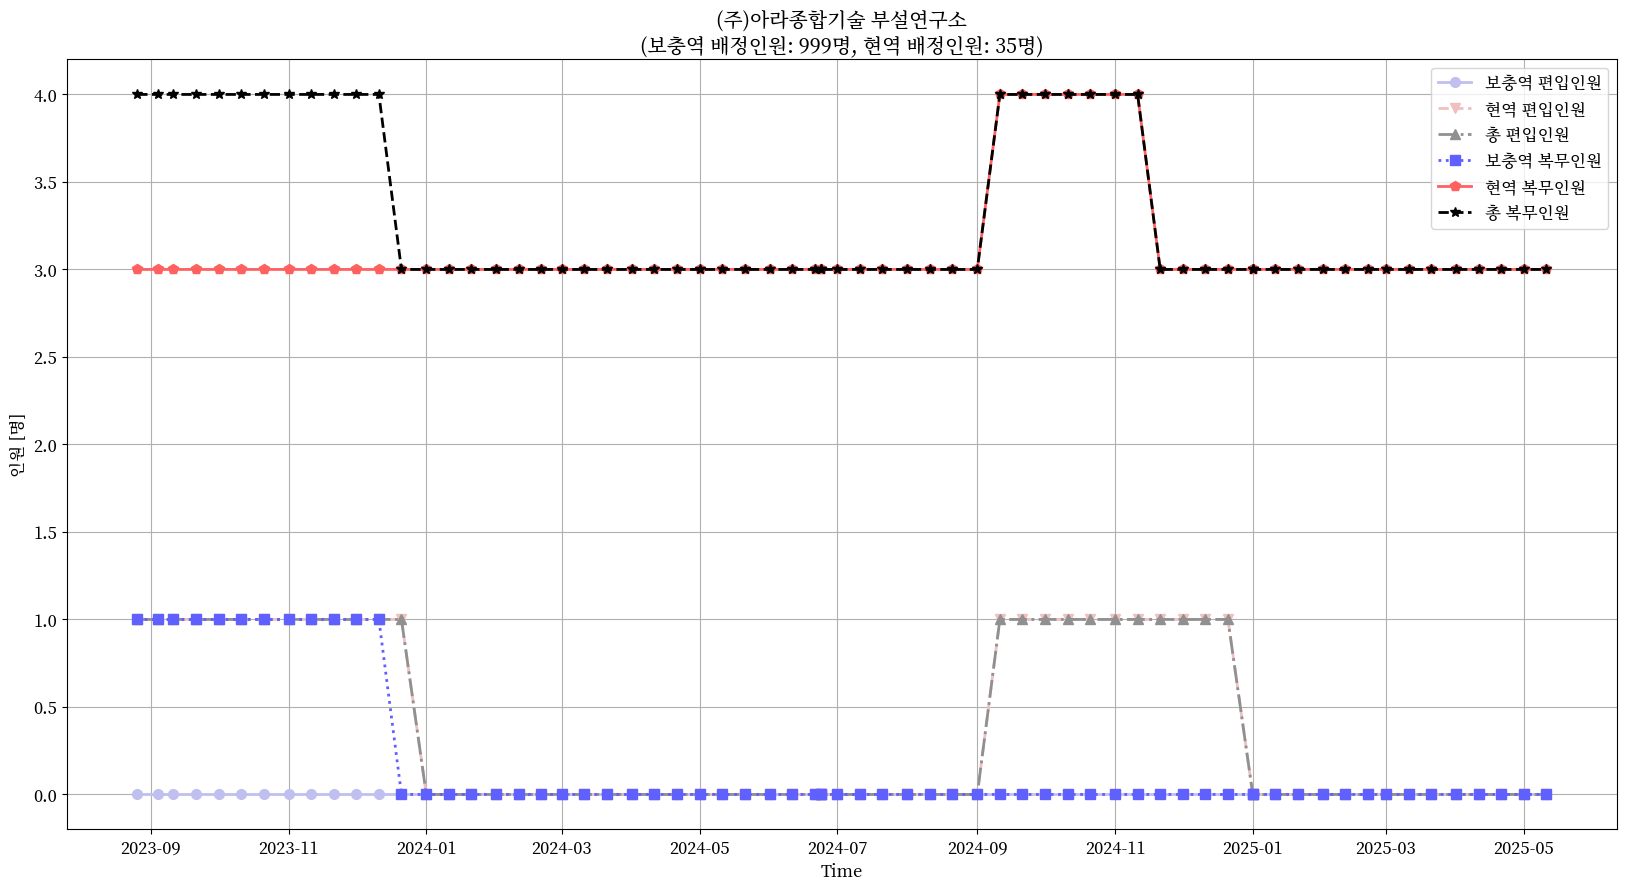 (주)아라종합기술 부설연구소
(보충역 배정인원: 999명, 현역 배정인원: 35명)
보충역 편입인원
현역 편입인원
총 편입인원
보충역 복무인원
현역 복무인원
총 복무인원
4.0
3.5
3.0
2.5
2.0
1.5
1.0
0.5
0.0
인원 [명]
2023-09 2023-11 2024-01 2024-03 2024-05 2024-07 2024-09 2024-11 2025-01 2025-03 2025-05
Time